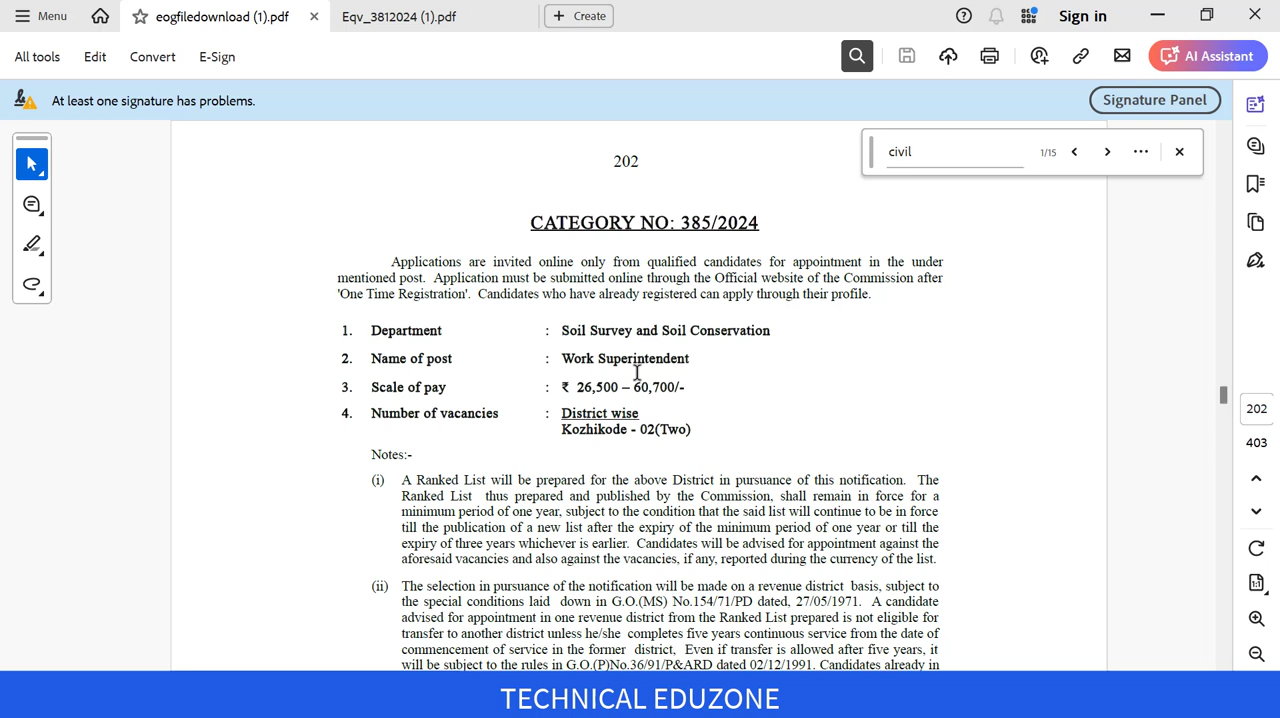 Menu
eogfiledownload (1).pdf
Eqv_3812024 (1).pdf
+ Create
Sign in
All tools
Edit
Convert
E-Sign
AI Assistant
At least one signature has problems.
Signature Panel
civil
1/15
202
CATEGORY NO: 385/2024
Applications are invited online only from qualified candidates for appointment in the under
mentioned post. Application must be submitted online through the Official website of the Commission after
'One Time Registration'. Candidates who have already registered can apply through their profile.
1. Department : Soil Survey and Soil Conservation
2. Name of post : Work Superintendent
3. Scale of pay : ₹ 26,500 – 60,700/-
4. Number of vacancies : District wise
Kozhikode - 02(Two)
Notes:-
(i) A Ranked List will be prepared for the above District in pursuance of this notification. The
Ranked List thus prepared and published by the Commission, shall remain in force for a
minimum period of one year, subject to the condition that the said list will continue to be in force
till the publication of a new list after the expiry of the minimum period of one year or till the
expiry of three years whichever is earlier. Candidates will be advised for appointment against the
aforesaid vacancies and also against the vacancies, if any, reported during the currency of the list.
(ii) The selection in pursuance of the notification will be made on a revenue district basis, subject to
the special conditions laid down in G.O.(MS) No.154/71/PD dated, 27/05/1971. A candidate
advised for appointment in one revenue district from the Ranked List prepared is not eligible for
transfer to another district unless he/she completes five years continuous service from the date of
commencement of service in the former district, Even if transfer is allowed after five years, it
will be subject to the rules in G.O.(P)No.36/91/P&ARD dated 02/12/1991. Candidates already in
202
403
1:1
TECHNICAL EDUZONE